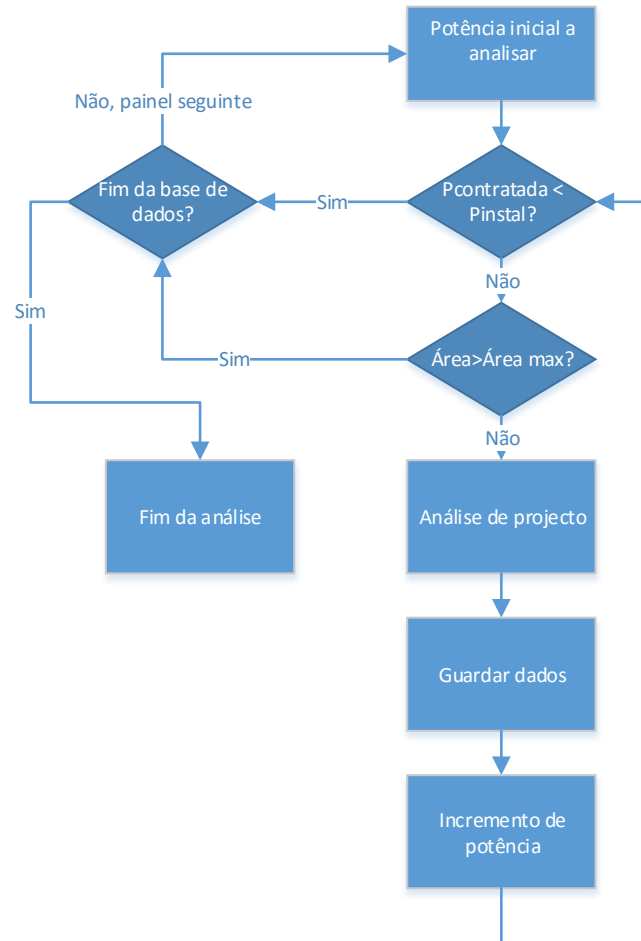 Potência inicial a
analisar
Não, painel seguinte
Fim da base de
dados?
Sim
Pcontratada <
Pinstal?
Não
Sim
Sim
Área>Área max?
Não
Fim da análise
Análise de projecto
Guardar dados
Incremento de
potência